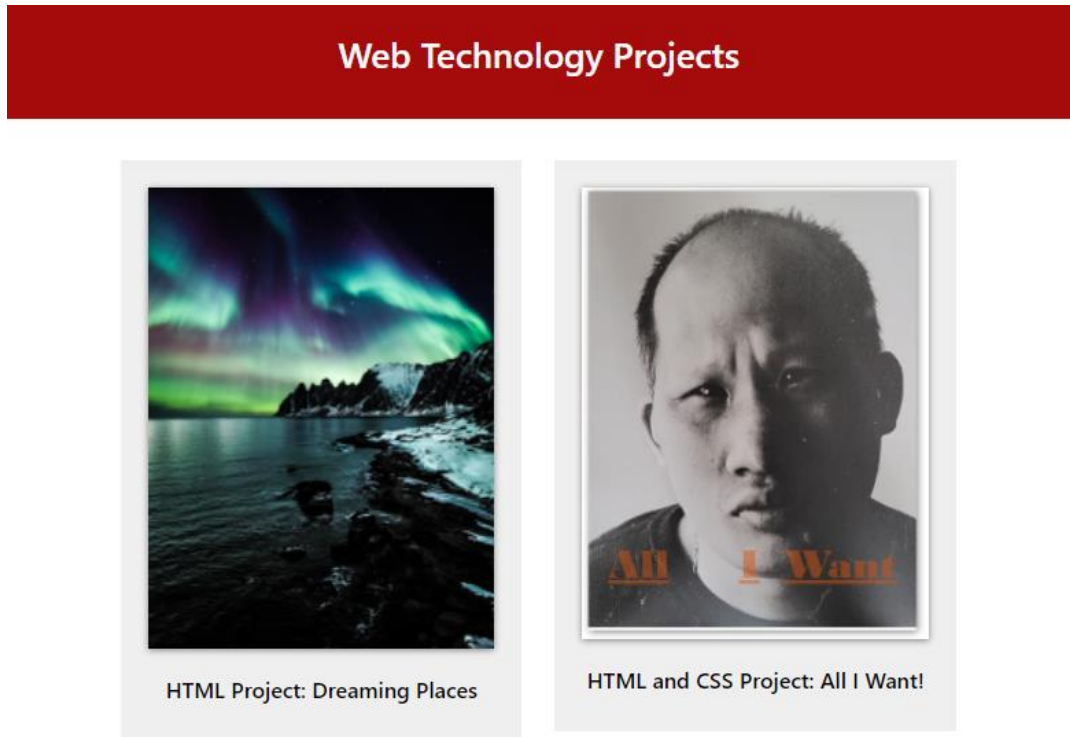 Web Technology Projects
All I Want
HTML Project: Dreaming Places
HTML and CSS Project: All I Want!